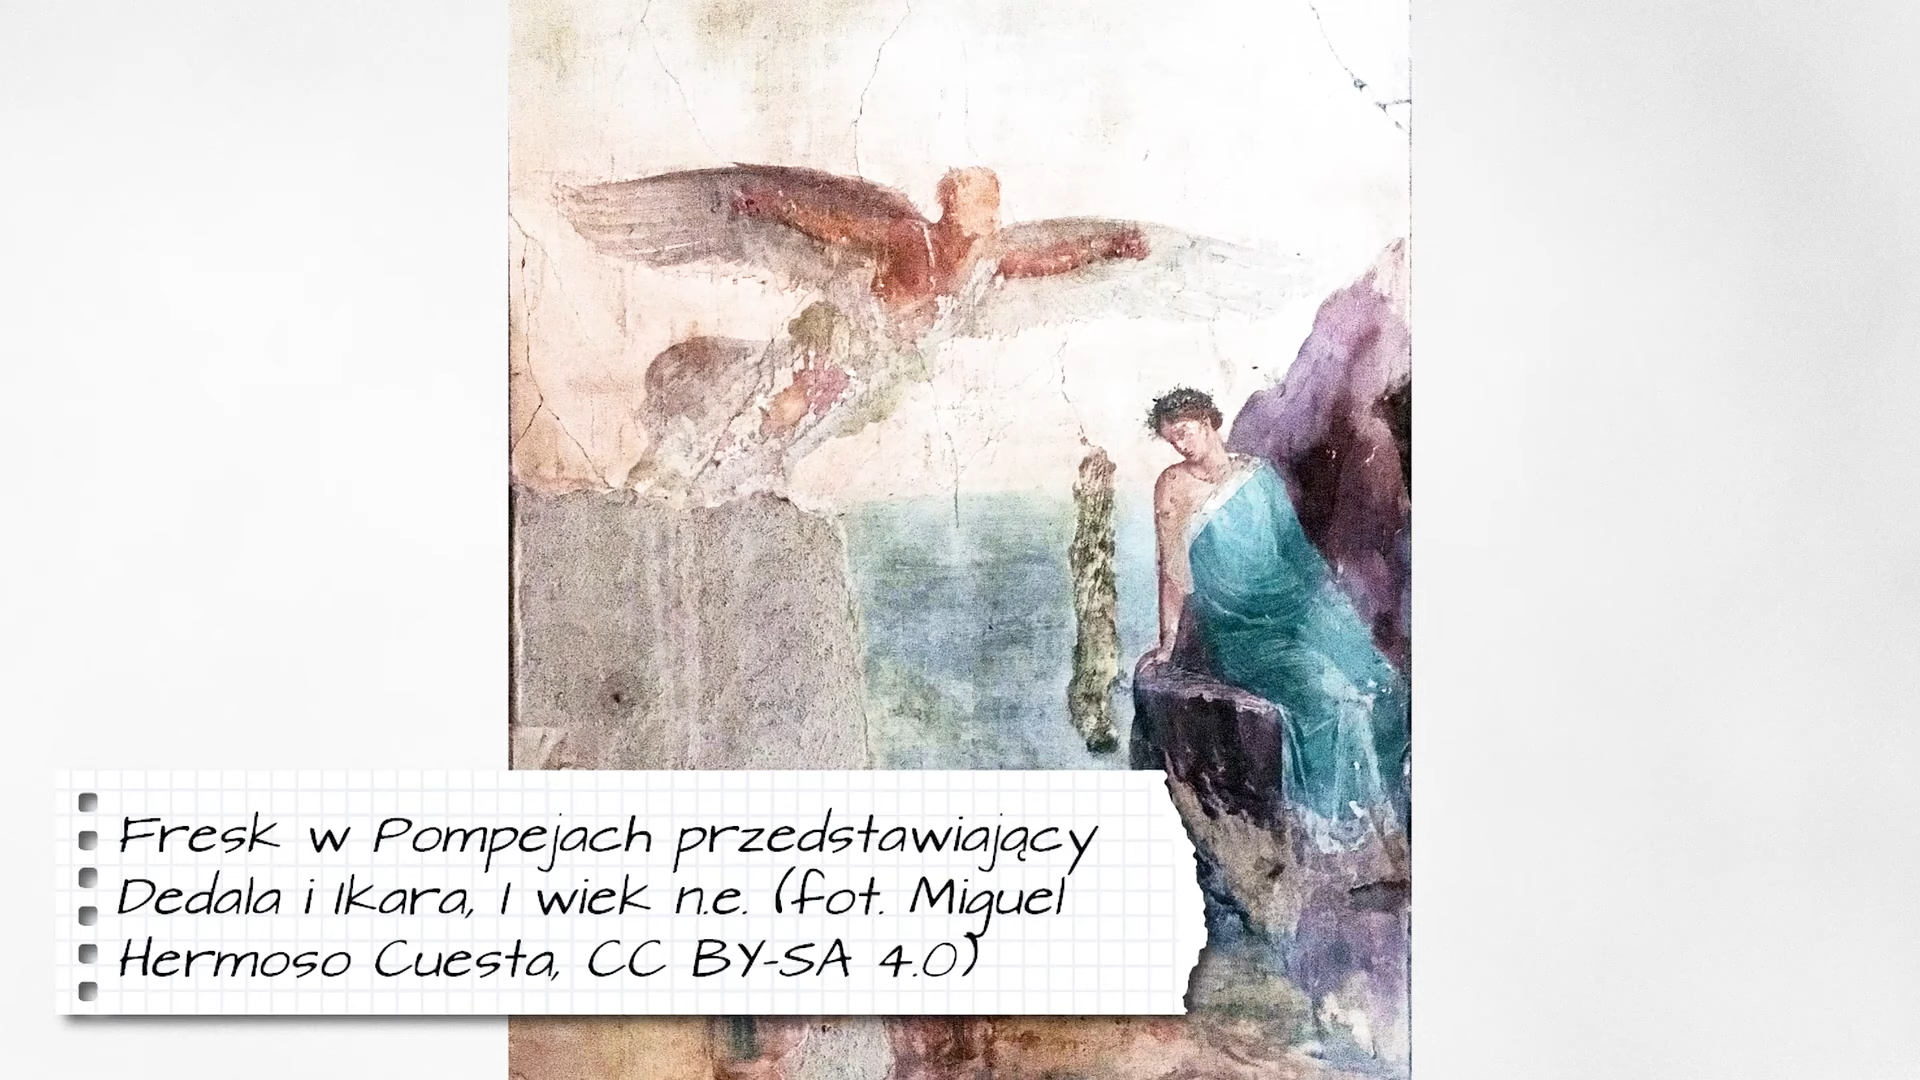 Fresk w Pompejach przedstawiający
Dedala i Ikara, I wiek n.e. (fot. Miguel
Hermoso Cuesta, CC BY-SA 4.0)